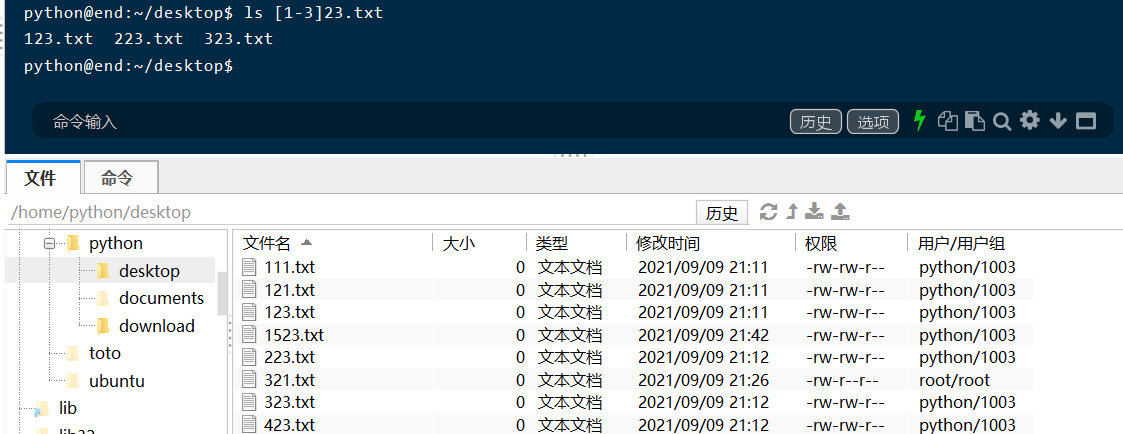 python@end:~/desktop$ ls [1-3]23.txt
123.txt  223.txt  323.txt
python@end:~/desktop$
命令输入 历史 选项
文件 命令
/home/python/desktop 历史
python
desktop
documents
download
toto
ubuntu
lib
lib32
文件名 大小 类型 修改时间 权限 用户/用户组
111.txt 0 文本文档 2021/09/09 21:11 -rw-rw-r-- python/1003
121.txt 0 文本文档 2021/09/09 21:11 -rw-rw-r-- python/1003
123.txt 0 文本文档 2021/09/09 21:11 -rw-rw-r-- python/1003
1523.txt 0 文本文档 2021/09/09 21:42 -rw-rw-r-- python/1003
223.txt 0 文本文档 2021/09/09 21:12 -rw-rw-r-- python/1003
321.txt 0 文本文档 2021/09/09 21:26 -rw-r--r-- root/root
323.txt 0 文本文档 2021/09/09 21:12 -rw-rw-r-- python/1003
423.txt 0 文本文档 2021/09/09 21:12 -rw-rw-r-- python/1003